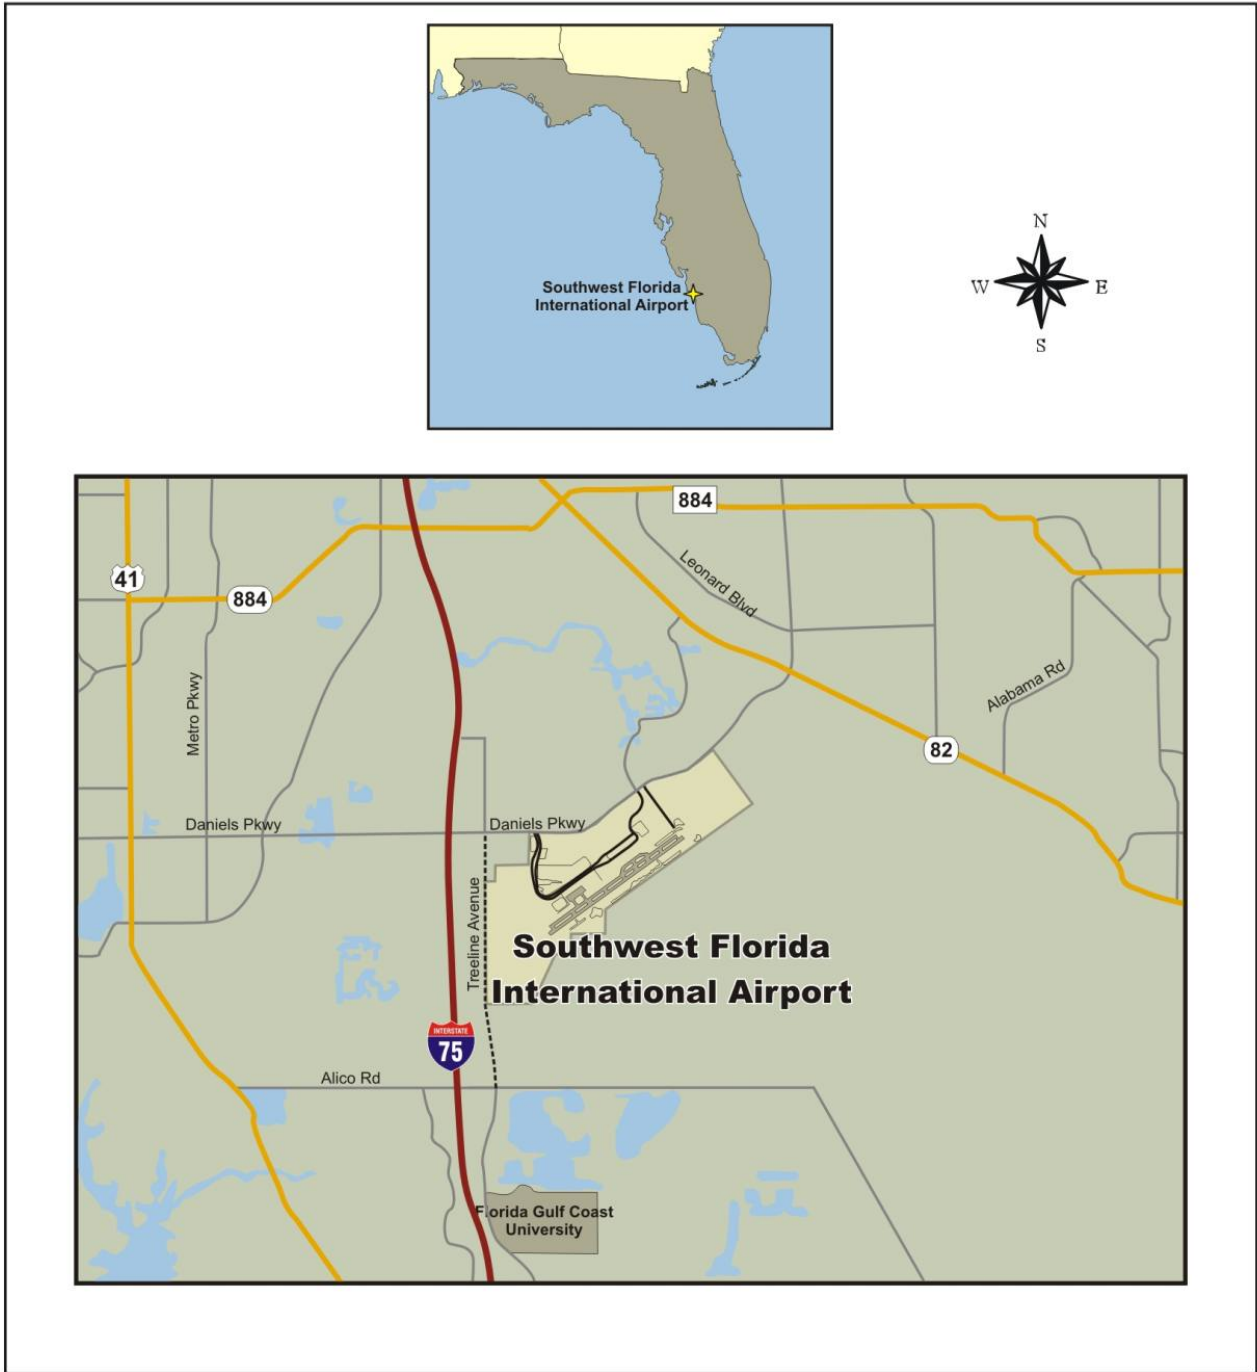 Southwest Florida
International Airport
N
W
E
S
884
Leonard Blvd
41
884
Alabama Rd
Metro Pkwy
82
Daniels Pkwy
Daniels Pkwy
Treeline Avenue
Southwest Florida
International Airport
INTERSTATE
75
Alico Rd
Florida Gulf Coast
University